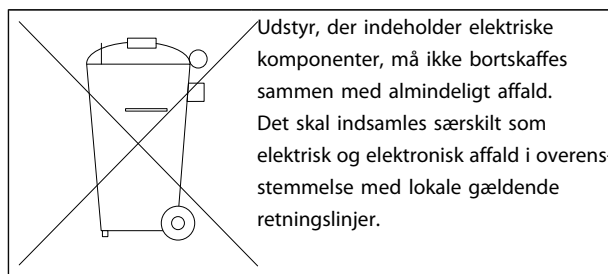 Udstyr, der indeholder elektriske
komponenter, må ikke bortskaffes
sammen med almindeligt affald.
Det skal indsamles særskilt som
elektrisk og elektronisk affald i overens-
stemmelse med lokale gældende
retningslinjer.